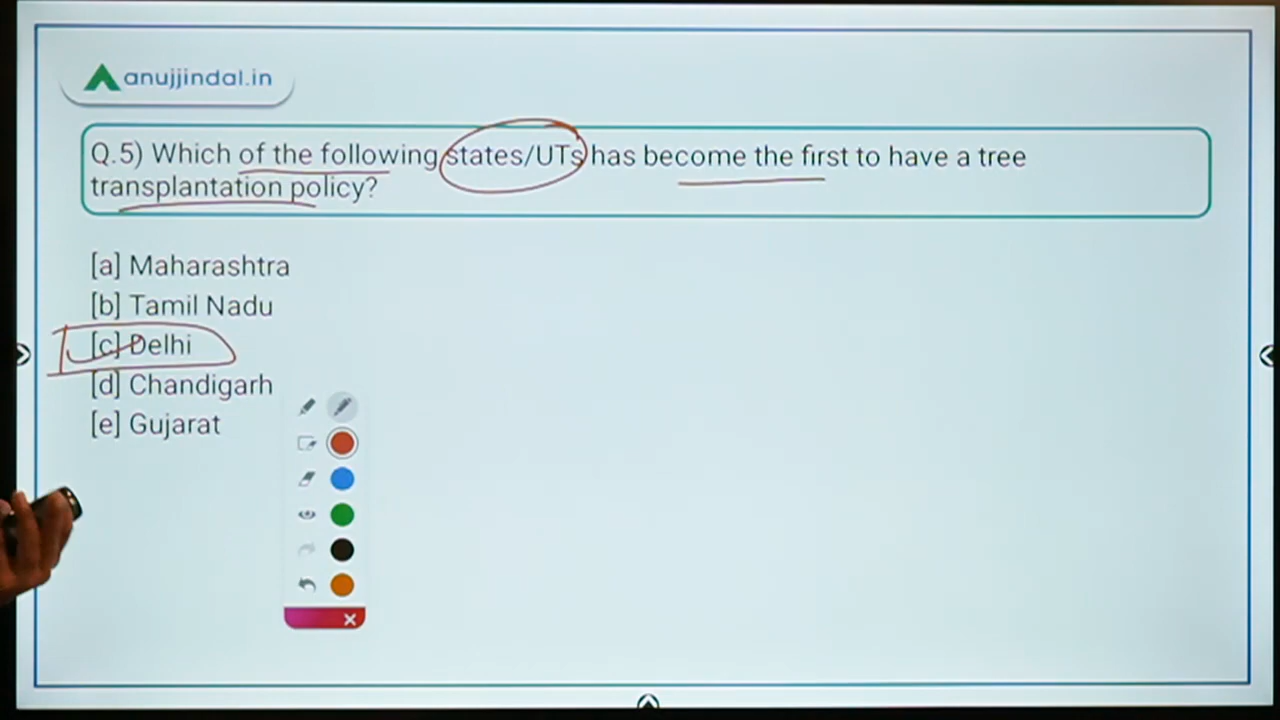 anujjindal.in
Q.5) Which of the following states/UTs has become the first to have a tree
transplantation policy?
[a] Maharashtra
[b] Tamil Nadu
[c] Delhi
[d] Chandigarh
[e] Gujarat